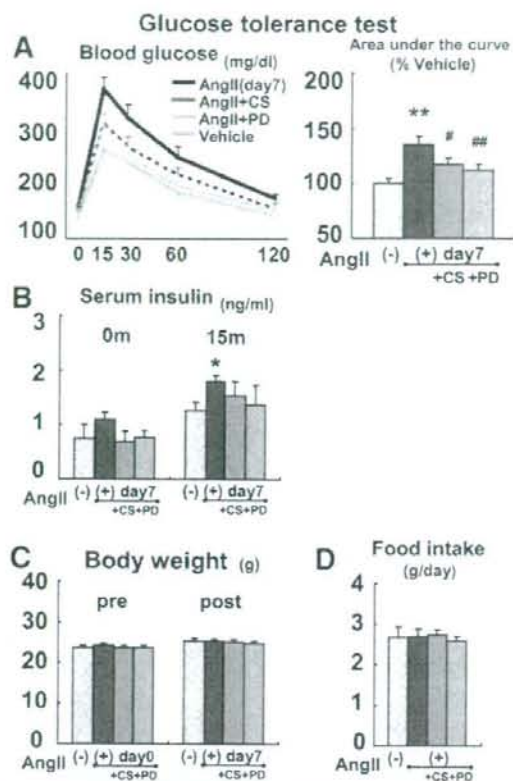 Glucose tolerance test
A
Blood glucose (mg/dl)
400
300
200
100
0 15 30 60 120
AngII(day7)
AngII+CS
AngII+PD
Vehicle
Area under the curve
(% Vehicle)
200
150
100
50
**
#
##
AngII (-) (+) day7
+CS +PD
B
Serum insulin (ng/ml)
3
2
1
0
0m 15m
*
AngII (-) (+) day7 (-) (+) day7
+CS+PD +CS+PD
C
Body weight (g)
40
30
20
10
0
pre post
AngII (-) (+) day0 (-) (+) day7
+CS+PD +CS+PD
D
Food intake
(g/day)
4
3
2
1
0
AngII (-) (+)
+CS+PD